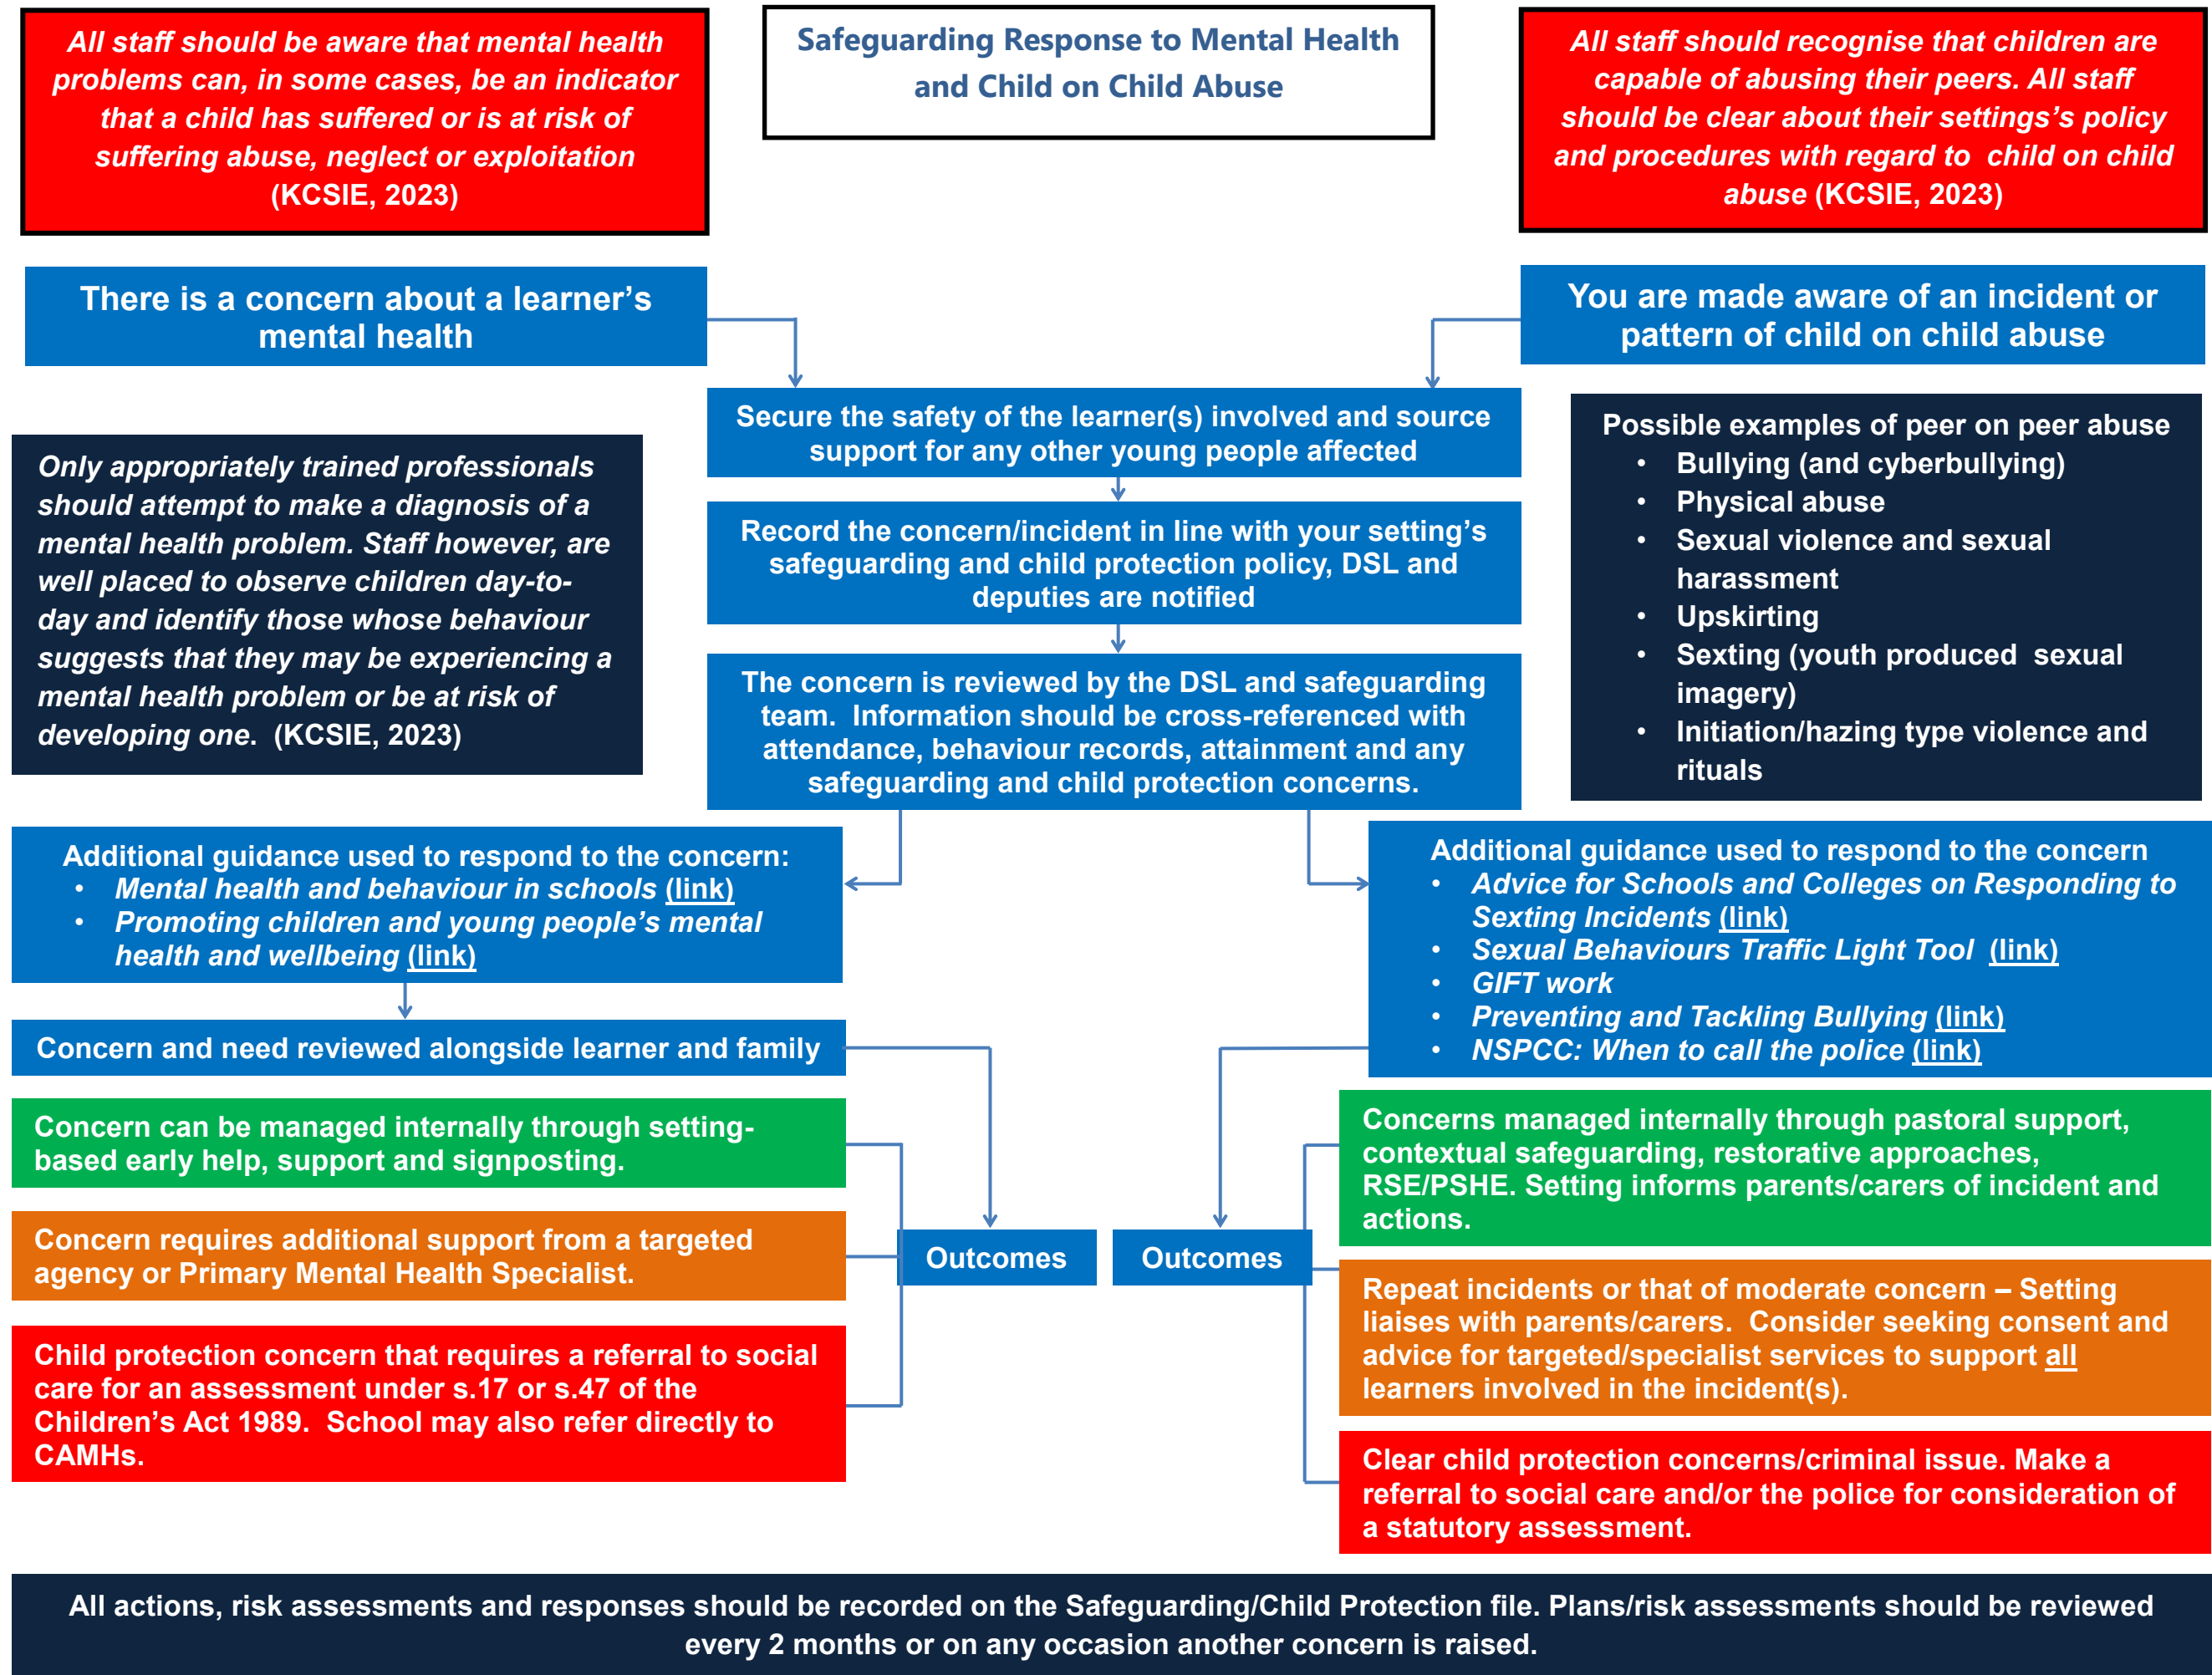 All staff should be aware that mental health
problems can, in some cases, be an indicator
that a child has suffered or is at risk of
suffering abuse, neglect or exploitation
(KCSIE, 2023)
Safeguarding Response to Mental Health
and Child on Child Abuse
All staff should recognise that children are
capable of abusing their peers. All staff
should be clear about their settings's policy
and procedures with regard to child on child
abuse (KCSIE, 2023)
There is a concern about a learner's
mental health
You are made aware of an incident or
pattern of child on child abuse
Secure the safety of the learner(s) involved and source
support for any other young people affected
Only appropriately trained professionals
should attempt to make a diagnosis of a
mental health problem. Staff however, are
well placed to observe children day-to-
day and identify those whose behaviour
suggests that they may be experiencing a
mental health problem or be at risk of
developing one. (KCSIE, 2023)
Record the concern/incident in line with your setting's
safeguarding and child protection policy, DSL and
deputies are notified
The concern is reviewed by the DSL and safeguarding
team. Information should be cross-referenced with
attendance, behaviour records, attainment and any
safeguarding and child protection concerns.
Possible examples of peer on peer abuse
• Bullying (and cyberbullying)
• Physical abuse
• Sexual violence and sexual
harassment
• Upskirting
• Sexting (youth produced sexual
imagery)
• Initiation/hazing type violence and
rituals
Additional guidance used to respond to the concern:
• Mental health and behaviour in schools (link)
• Promoting children and young people's mental
health and wellbeing (link)
Additional guidance used to respond to the concern
• Advice for Schools and Colleges on Responding to
Sexting Incidents (link)
• Sexual Behaviours Traffic Light Tool (link)
• GIFT work
• Preventing and Tackling Bullying (link)
• NSPCC: When to call the police (link)
Concern and need reviewed alongside learner and family
Concern can be managed internally through setting-
based early help, support and signposting.
Concern requires additional support from a targeted
agency or Primary Mental Health Specialist.
Child protection concern that requires a referral to social
care for an assessment under s.17 or s.47 of the
Children's Act 1989. School may also refer directly to
CAMHs.
Outcomes
Outcomes
Concerns managed internally through pastoral support,
contextual safeguarding, restorative approaches,
RSE/PSHE. Setting informs parents/carers of incident and
actions.
Repeat incidents or that of moderate concern – Setting
liaises with parents/carers. Consider seeking consent and
advice for targeted/specialist services to support all
learners involved in the incident(s).
Clear child protection concerns/criminal issue. Make a
referral to social care and/or the police for consideration of
a statutory assessment.
All actions, risk assessments and responses should be recorded on the Safeguarding/Child Protection file. Plans/risk assessments should be reviewed
every 2 months or on any occasion another concern is raised.